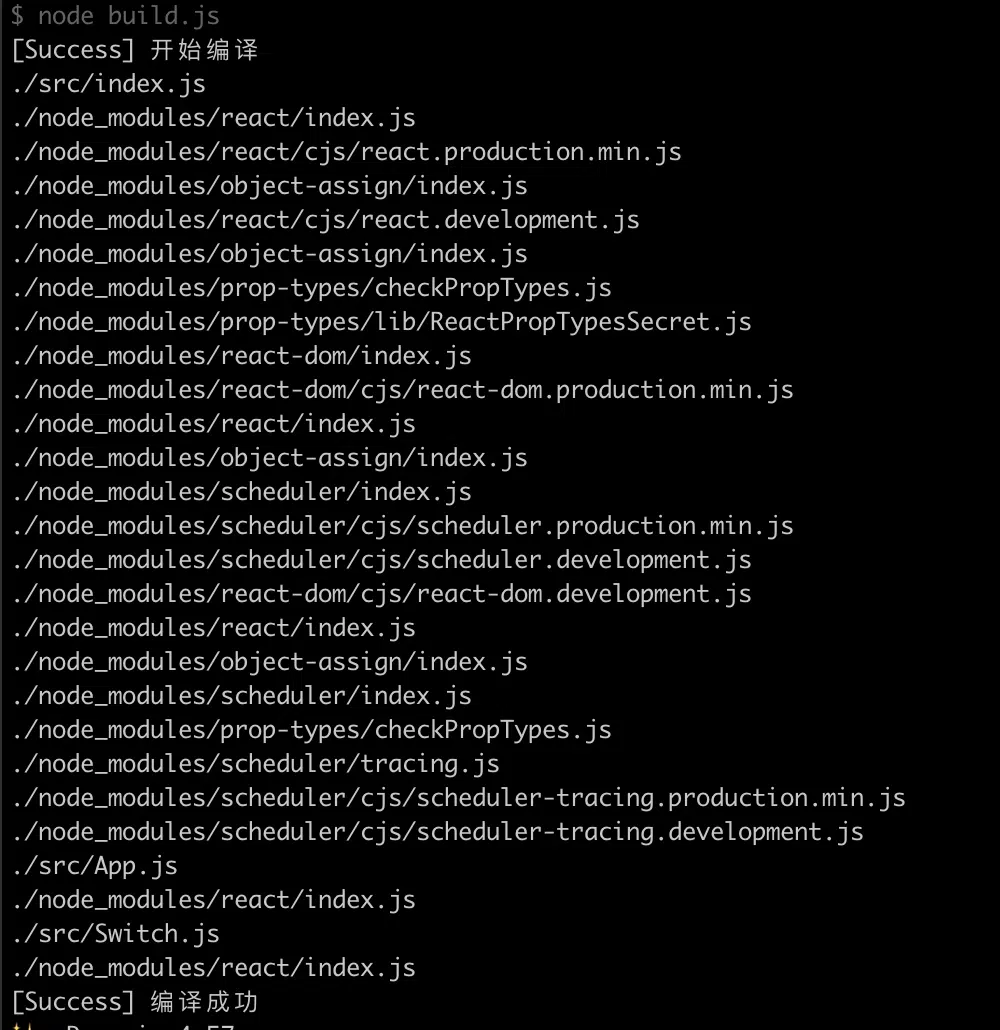 $ node build.js
[Success] 开始编译
./src/index.js
./node_modules/react/index.js
./node_modules/react/cjs/react.production.min.js
./node_modules/object-assign/index.js
./node_modules/react/cjs/react.development.js
./node_modules/object-assign/index.js
./node_modules/prop-types/checkPropTypes.js
./node_modules/prop-types/lib/ReactPropTypesSecret.js
./node_modules/react-dom/index.js
./node_modules/react-dom/cjs/react-dom.production.min.js
./node_modules/react/index.js
./node_modules/object-assign/index.js
./node_modules/scheduler/index.js
./node_modules/scheduler/cjs/scheduler.production.min.js
./node_modules/scheduler/cjs/scheduler.development.js
./node_modules/react-dom/cjs/react-dom.development.js
./node_modules/react/index.js
./node_modules/object-assign/index.js
./node_modules/scheduler/index.js
./node_modules/prop-types/checkPropTypes.js
./node_modules/scheduler/tracing.js
./node_modules/scheduler/cjs/scheduler-tracing.production.min.js
./node_modules/scheduler/cjs/scheduler-tracing.development.js
./src/App.js
./node_modules/react/index.js
./src/Switch.js
./node_modules/react/index.js
[Success] 编译成功